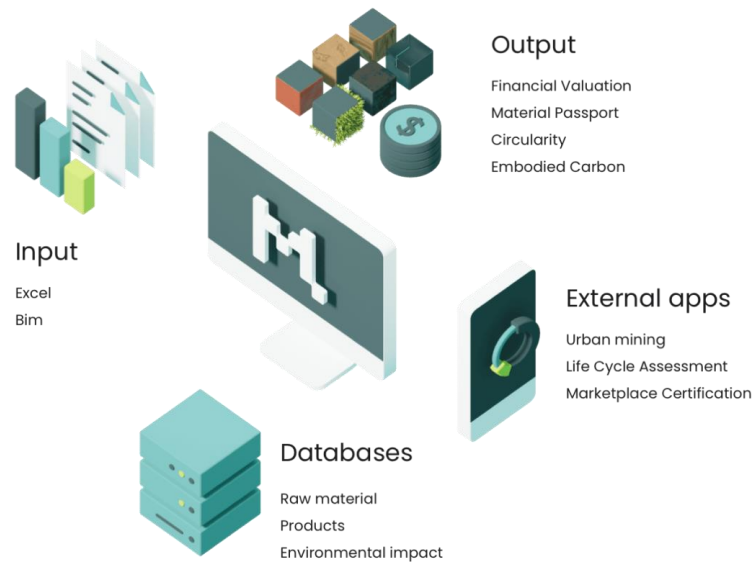 Output
Financial Valuation
Material Passport
Circularity
Embodied Carbon
$
M
Input
Excel
Bim
External apps
Urban mining
Life Cycle Assessment
Marketplace Certification
Databases
Raw material
Products
Environmental impact